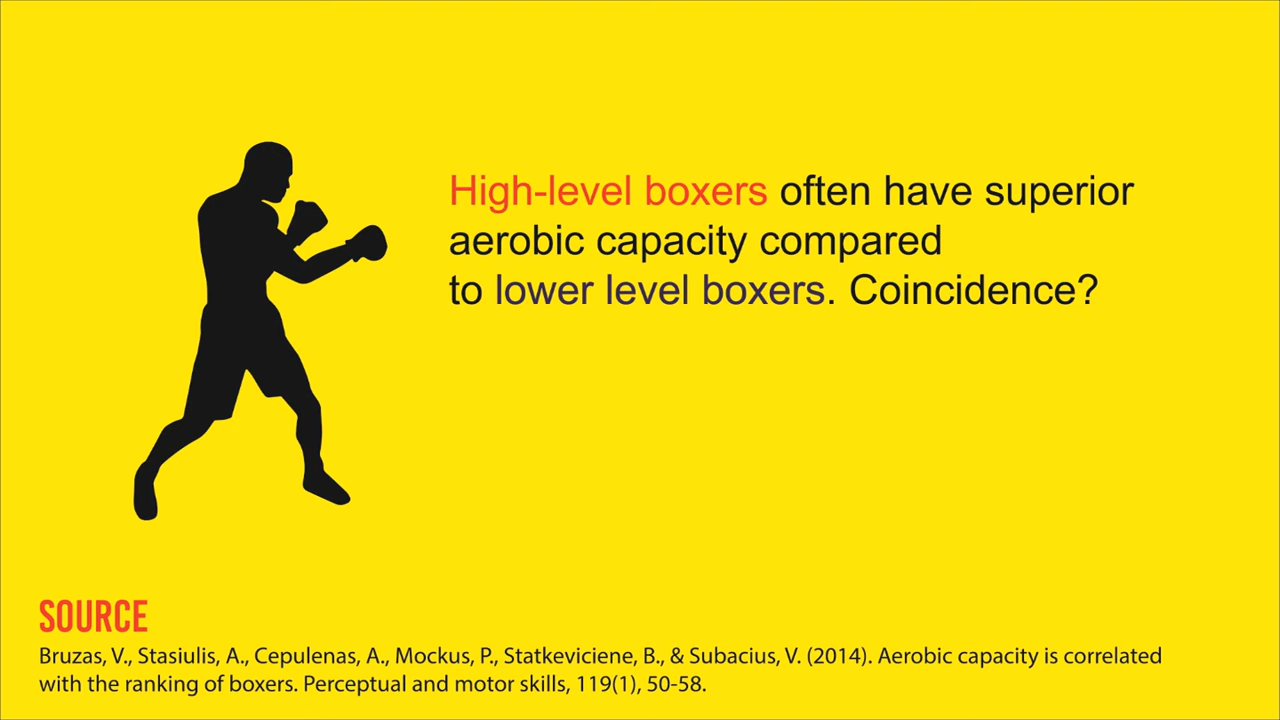 High-level boxers often have superior
aerobic capacity compared
to lower level boxers. Coincidence?
SOURCE
Bruzas, V., Stasiulis, A., Cepulenas, A., Mockus, P., Statkeviciene, B., & Subacius, V. (2014). Aerobic capacity is correlated
with the ranking of boxers. Perceptual and motor skills, 119(1), 50-58.